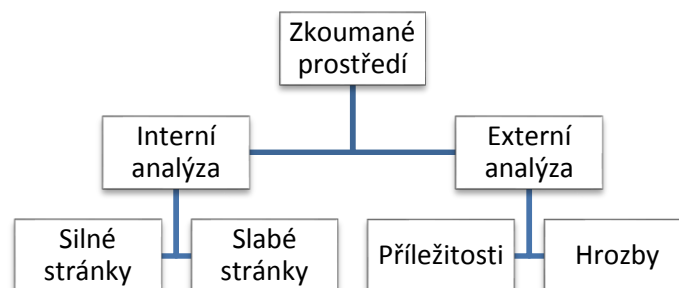 Zkoumané
prostředí
Interní
analýza
Externí
analýza
Silné
stránky
Slabé
stránky
Příležitosti
Hrozby